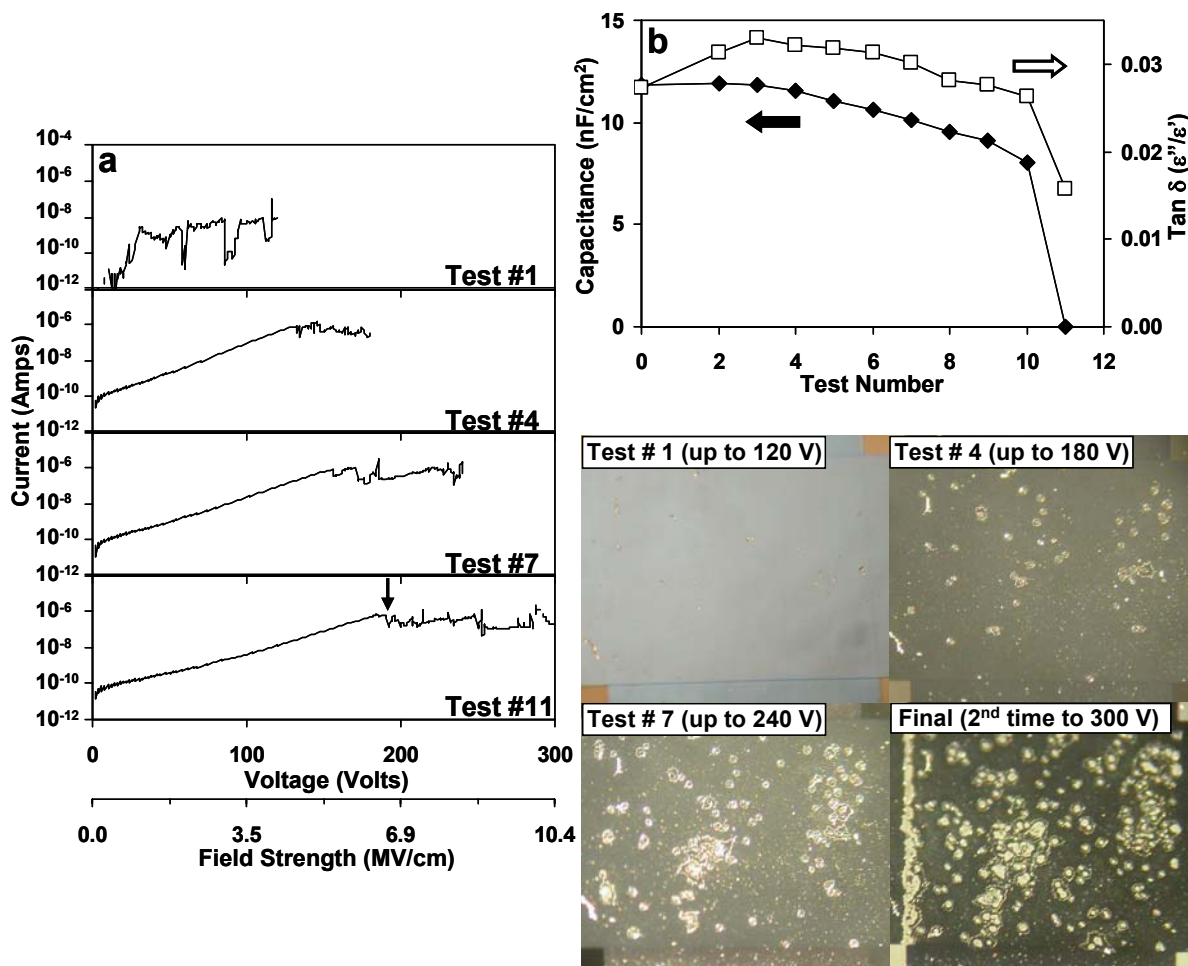 a
10⁻⁴
10⁻⁶
10⁻⁸
10⁻¹⁰
10⁻¹²
Test #1
10⁻⁶
10⁻⁸
10⁻¹⁰
10⁻¹²
Test #4
10⁻⁶
10⁻⁸
10⁻¹⁰
10⁻¹²
Test #7
10⁻⁶
10⁻⁸
10⁻¹⁰
10⁻¹²
Test #11
Current (Amps)
0 100 200 300
Voltage (Volts)
0.0 3.5 6.9 10.4
Field Strength (MV/cm)
b
15
10
5
0
Capacitance (nF/cm²)
0.03
0.02
0.01
0.00
Tan δ (ε''/ε')
0 2 4 6 8 10 12
Test Number
Test # 1 (up to 120 V)
Test # 4 (up to 180 V)
Test # 7 (up to 240 V)
Final (2nd time to 300 V)